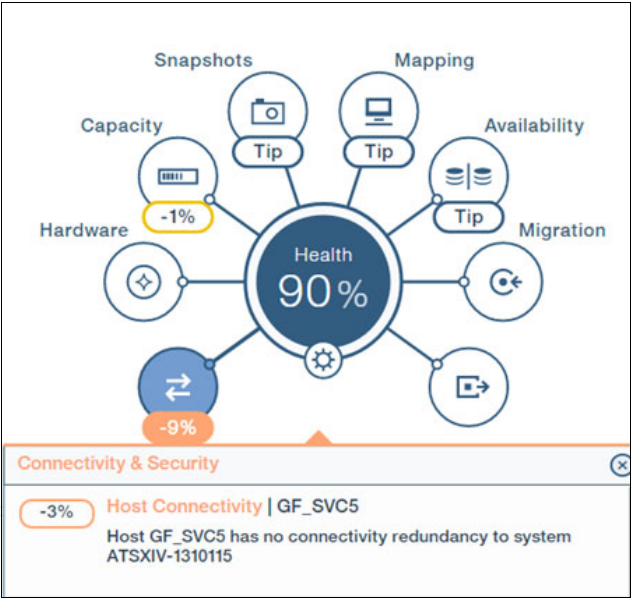 Snapshots
Mapping
Capacity
Tip
Tip
Availability
-1%
Tip
Hardware
Migration
Health
90%
-9%
Connectivity & Security
-3%
Host Connectivity | GF_SVC5
Host GF_SVC5 has no connectivity redundancy to system
ATSXIV-1310115